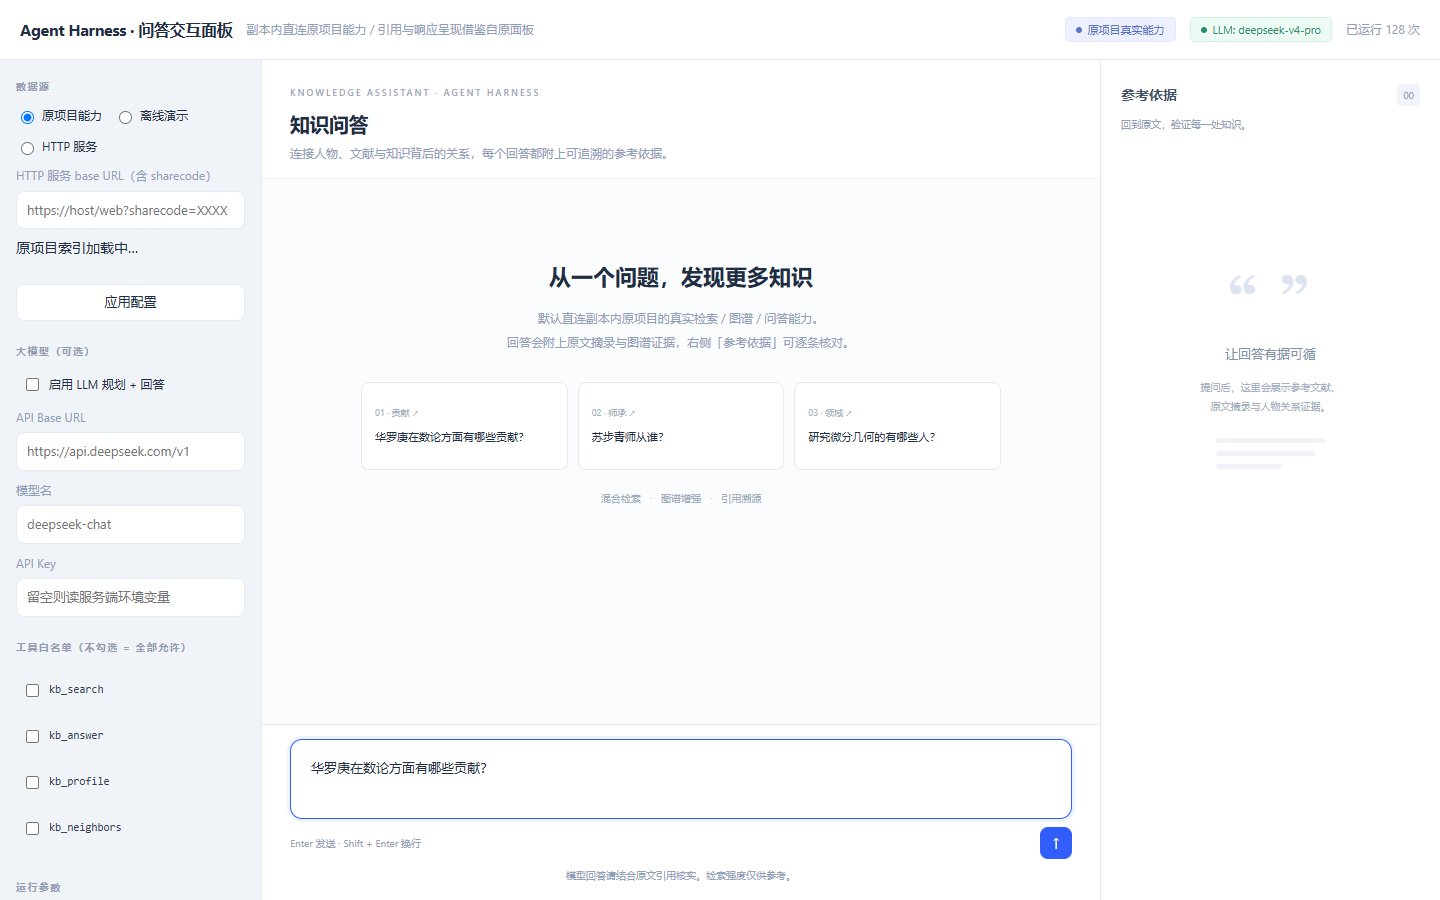 Agent Harness · 问答交互面板
副本内直连原项目能力 / 引用与响应呈现借鉴自原面板
原项目真实能力
LLM: deepseek-v4-pro
已运行 128 次
数据源
原项目能力
离线演示
HTTP 服务
HTTP 服务 base URL（含 sharecode）
https://host/web?sharecode=XXXX
原项目索引加载中…
应用配置
大模型（可选）
启用 LLM 规划 + 回答
API Base URL
https://api.deepseek.com/v1
模型名
deepseek-chat
API Key
留空则读服务端环境变量
工具白名单（不勾选 = 全部允许）
kb_search
kb_answer
kb_profile
kb_neighbors
运行参数
KNOWLEDGE ASSISTANT · AGENT HARNESS
知识问答
连接人物、文献与知识背后的关系，每个回答都附上可追溯的参考依据。
从一个问题，发现更多知识
默认直连副本内原项目的真实检索 / 图谱 / 问答能力。
回答会附上原文摘录与图谱证据，右侧「参考依据」可逐条核对。
01 · 贡献 ↗
华罗庚在数论方面有哪些贡献？
02 · 师承 ↗
苏步青师从谁？
03 · 领域 ↗
研究微分几何的有哪些人？
混合检索 · 图谱增强 · 引用溯源
华罗庚在数论方面有哪些贡献？
Enter 发送 · Shift + Enter 换行
↑
模型回答请结合原文引用核实。检索强度仅供参考。
参考依据
00
回到原文，验证每一处知识。
“ ”
让回答有据可循
提问后，这里会展示参考文献、
原文摘录与人物关系证据。